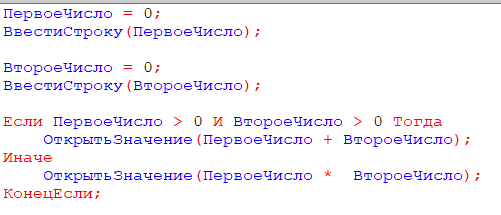 ПервоеЧисло = 0;
ВвестиСтроку(ПервоеЧисло);
ВтороеЧисло = 0;
ВвестиСтроку(ВтороеЧисло);
Если ПервоеЧисло > 0 И ВтороеЧисло > 0 Тогда
    ОткрытьЗначение(ПервоеЧисло + ВтороеЧисло);
Иначе
    ОткрытьЗначение(ПервоеЧисло *  ВтороеЧисло);
КонецЕсли;